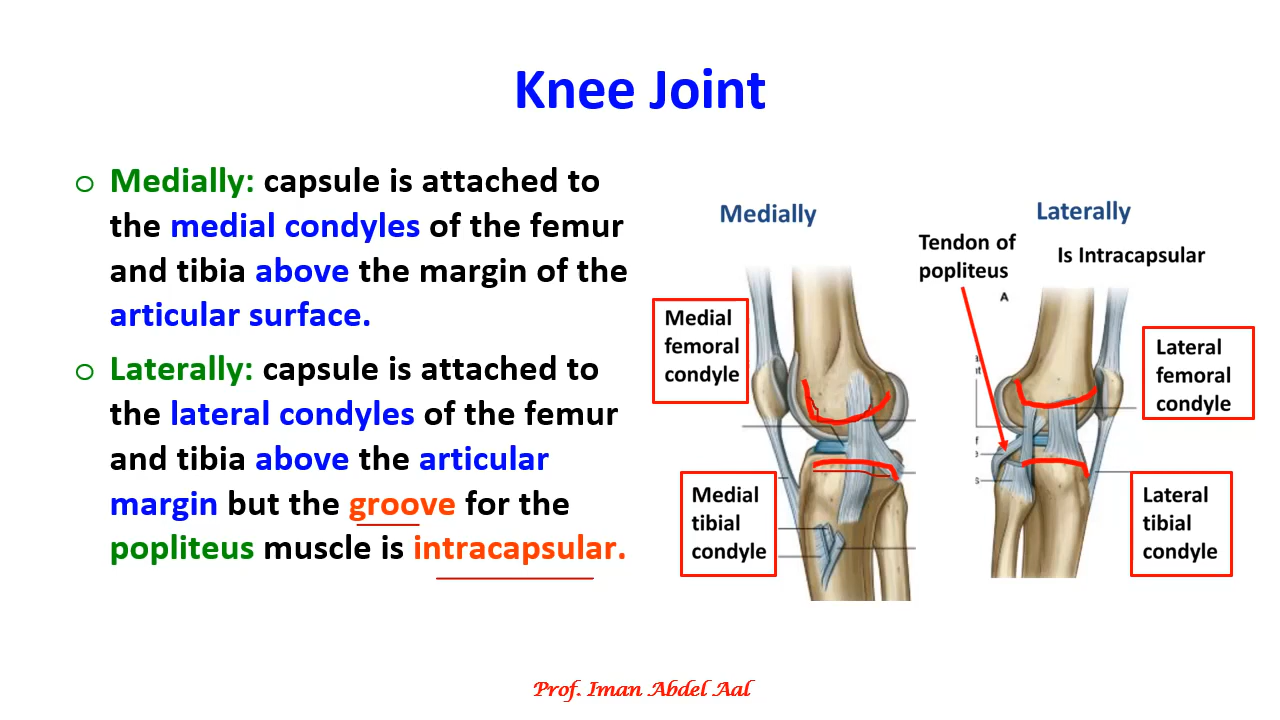 Knee Joint
Medially: capsule is attached to
the medial condyles of the femur
and tibia above the margin of the
articular surface.
Laterally: capsule is attached to
the lateral condyles of the femur
and tibia above the articular
margin but the groove for the
popliteus muscle is intracapsular.
Medially
Laterally
Tendon of
popliteus
Is Intracapsular
A
Medial
femoral
condyle
Lateral
femoral
condyle
Medial
tibial
condyle
Lateral
tibial
condyle
Prof. Iman Abdel Aal